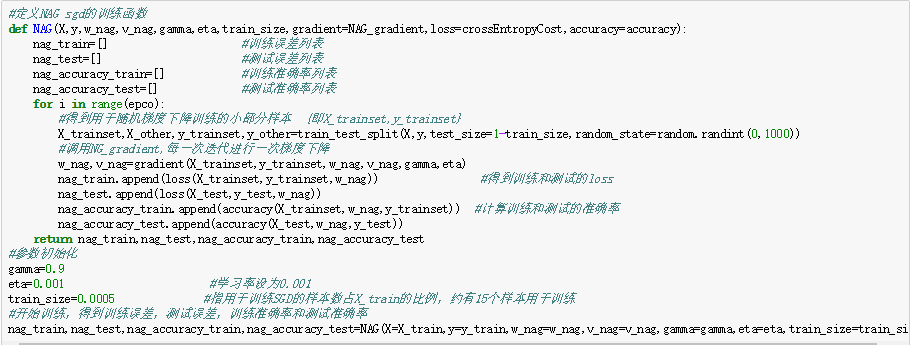 #定义NAG sgd的训练函数
def NAG(X,y,w_nag,v_nag,gamma,eta,train_size,gradient=NAG_gradient,loss=crossEntropyCost,accuracy=accuracy):
    nag_train=[]                   #训练误差列表
    nag_test=[]                    #测试误差列表
    nag_accuracy_train=[]          #训练准确率列表
    nag_accuracy_test=[]           #测试准确率列表
    for i in range(epco):
        #得到用于随机梯度下降训练的小部分样本 {即X_trainset,y_trainset}
        X_trainset,X_other,y_trainset,y_other=train_test_split(X,y,test_size=1-train_size,random_state=random.randint(0,1000))
        #调用NG_gradient,每一次迭代进行一次梯度下降
        w_nag,v_nag=gradient(X_trainset,y_trainset,w_nag,v_nag,gamma,eta)
        nag_train.append(loss(X_trainset,y_trainset,w_nag))              #得到训练和测试的loss
        nag_test.append(loss(X_test,y_test,w_nag))
        nag_accuracy_train.append(accuracy(X_trainset,w_nag,y_trainset))  #计算训练和测试的准确率
        nag_accuracy_test.append(accuracy(X_test,w_nag,y_test))
    return nag_train,nag_test,nag_accuracy_train,nag_accuracy_test
#参数初始化
gamma=0.9
eta=0.001                #学习率设为0.001
train_size=0.0005        #指用于训练SGD的样本数占X_train的比例，约有15个样本用于训练
#开始训练，得到训练误差，测试误差，训练准确率和测试准确率
nag_train,nag_test,nag_accuracy_train,nag_accuracy_test=NAG(X=X_train,y=y_train,w_nag=w_nag,v_nag=v_nag,gamma=gamma,eta=eta,train_size=train_si